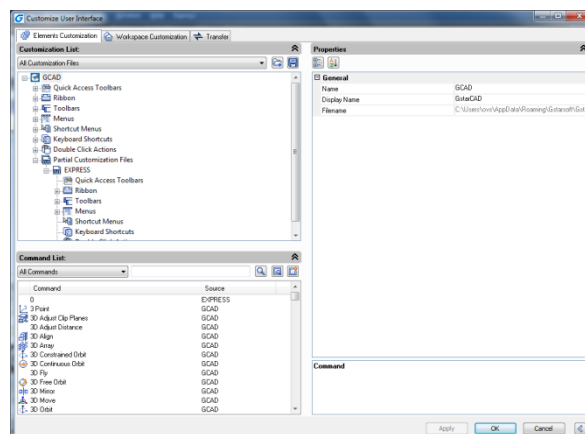 Customize User Interface
Elements Customization
Workspace Customization
Transfer
Customization List:
All Customization Files
GCAD
Quick Access Toolbars
Ribbon
Toolbars
Menus
Shortcut Menus
Keyboard Shortcuts
Double Click Actions
Partial Customization Files
EXPRESS
Quick Access Toolbars
Ribbon
Toolbars
Menus
Shortcut Menus
Keyboard Shortcuts
Command List:
All Commands
Command Source
0 EXPRESS
3 Point GCAD
3D Adjust Clip Planes GCAD
3D Adjust Distance GCAD
3D Align GCAD
3D Array GCAD
3D Constrained Orbit GCAD
3D Continuous Orbit GCAD
3D Fly GCAD
3D Free Orbit GCAD
3D Mirror GCAD
3D Move GCAD
3D Orbit GCAD
Properties
General
Name GCAD
Display Name GstarCAD
Filename C:\Users\ovs\AppData\Roaming\Gstarsoft\Gst
Command
Apply OK Cancel